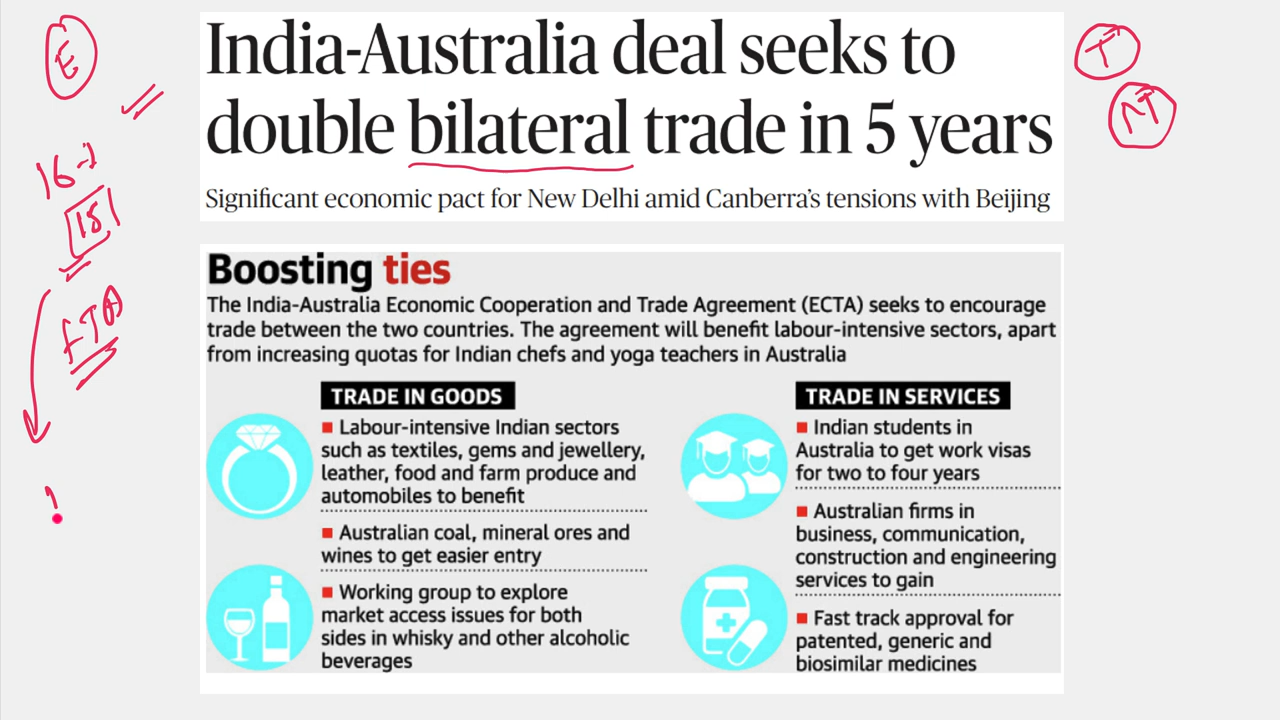 India-Australia deal seeks to
double bilateral trade in 5 years
Significant economic pact for New Delhi amid Canberra's tensions with Beijing
Boosting ties
The India-Australia Economic Cooperation and Trade Agreement (ECTA) seeks to encourage
trade between the two countries. The agreement will benefit labour-intensive sectors, apart
from increasing quotas for Indian chefs and yoga teachers in Australia
TRADE IN GOODS
Labour-intensive Indian sectors
such as textiles, gems and jewellery,
leather, food and farm produce and
automobiles to benefit
Australian coal, mineral ores and
wines to get easier entry
Working group to explore
market access issues for both
sides in whisky and other alcoholic
beverages
TRADE IN SERVICES
Indian students in
Australia to get work visas
for two to four years
Australian firms in
business, communication,
construction and engineering
services to gain
Fast track approval for
patented, generic and
biosimilar medicines
E
FTA
T